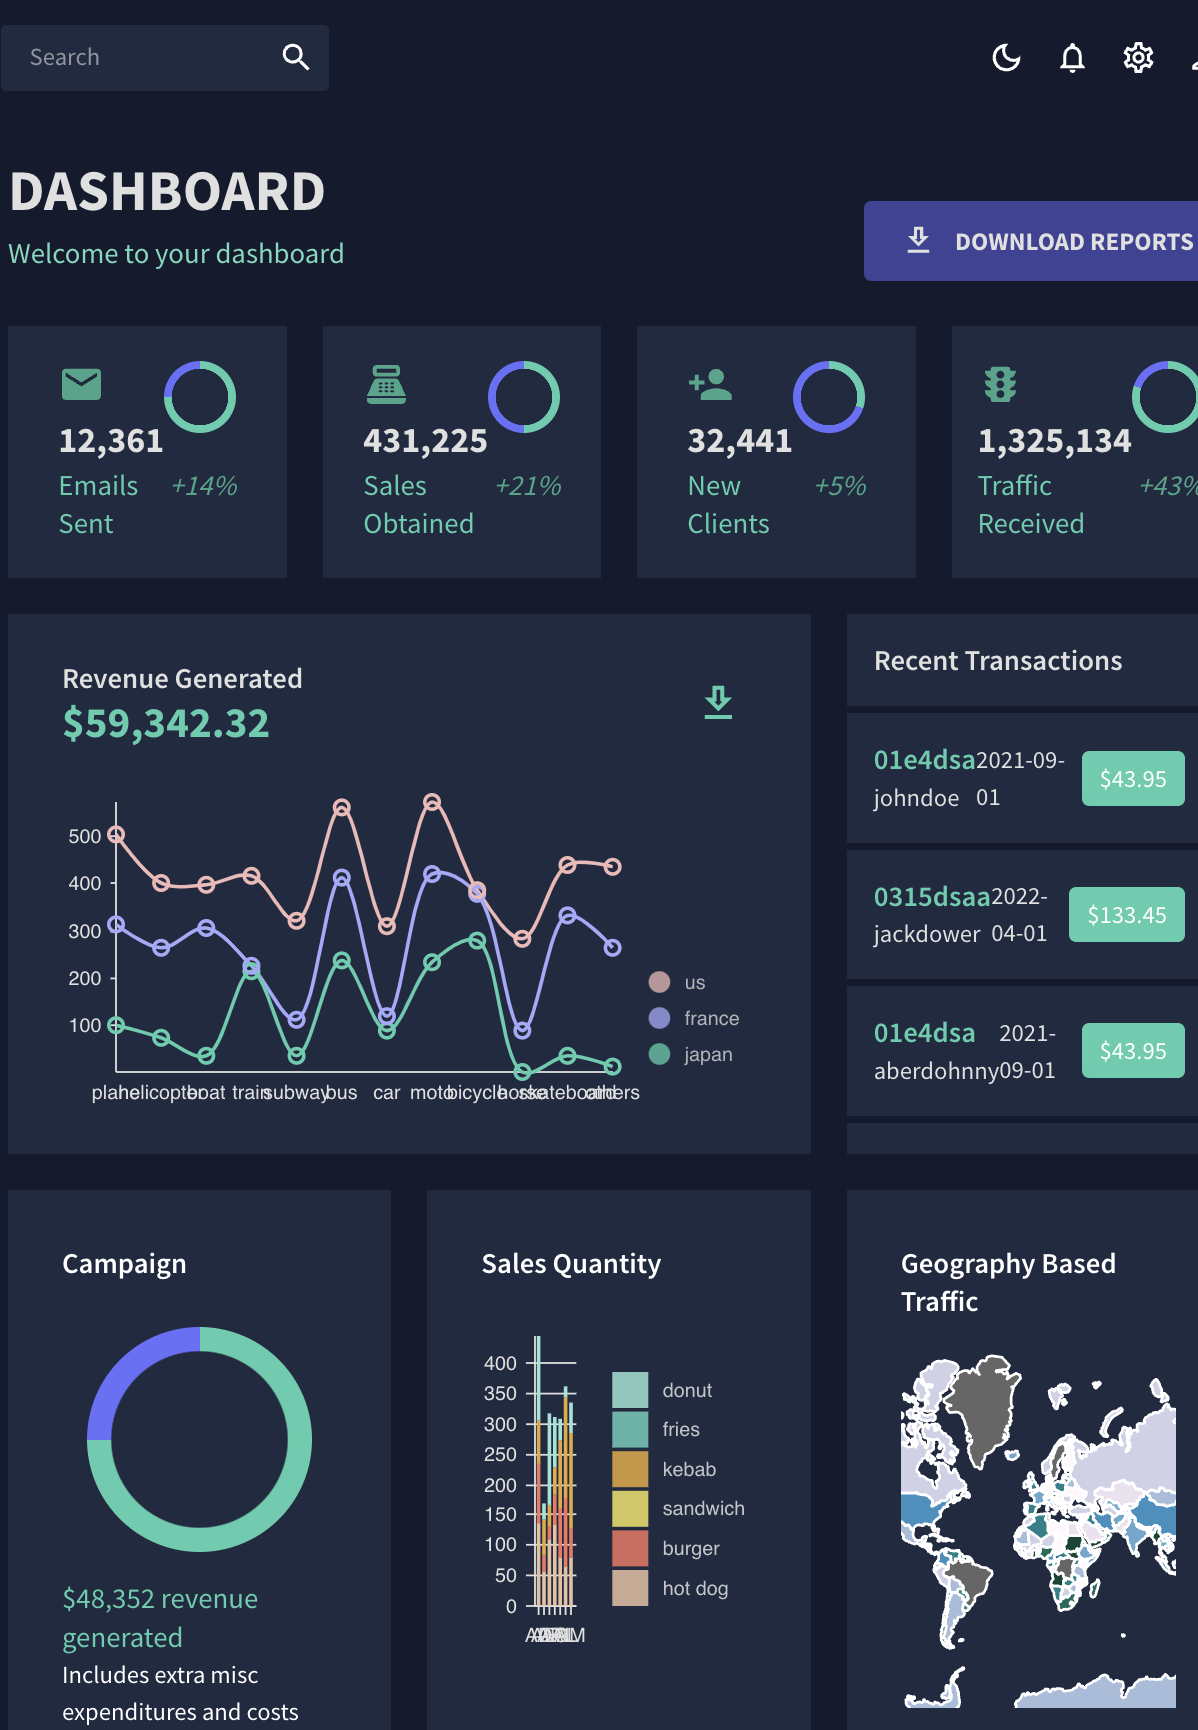 Search
DASHBOARD
Welcome to your dashboard
DOWNLOAD REPORTS
12,361
Emails +14%
Sent
431,225
Sales +21%
Obtained
32,441
New +5%
Clients
1,325,134
Traffic +43%
Received
Revenue Generated
$59,342.32
500
400
300
200
100
plane helicopter boat train subway bus car moto bicycle horse skateboard others
us
france
japan
Recent Transactions
01e4dsa 2021-09-
johndoe 01
$43.95
0315dsaa 2022-
jackdower 04-01
$133.45
01e4dsa 2021-
aberdohnny 09-01
$43.95
Campaign
$48,352 revenue
generated
Includes extra misc
expenditures and costs
Sales Quantity
400
350
300
250
200
150
100
50
0
donut
fries
kebab
sandwich
burger
hot dog
Geography Based
Traffic